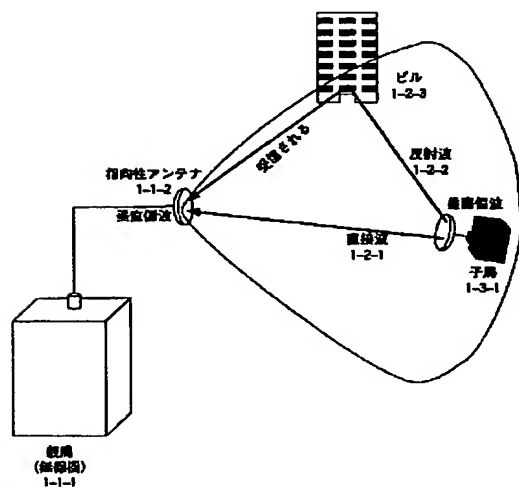 ビル
1-2-3
反射波
1-2-2
受信される
指向性アンテナ
1-1-2
垂直偏波
垂直偏波
直接波
1-2-1
子局
1-3-1
親局
(無線機)
1-1-1